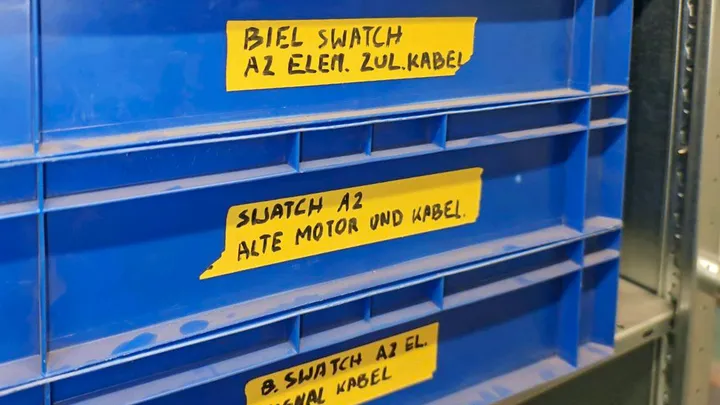 BIEL SWATCH
A2 ELEM. ZUL.KABEL
SWATCH A2
ALTE MOTOR UND KABEL.
B. SWATCH A2 EL.
KABEL